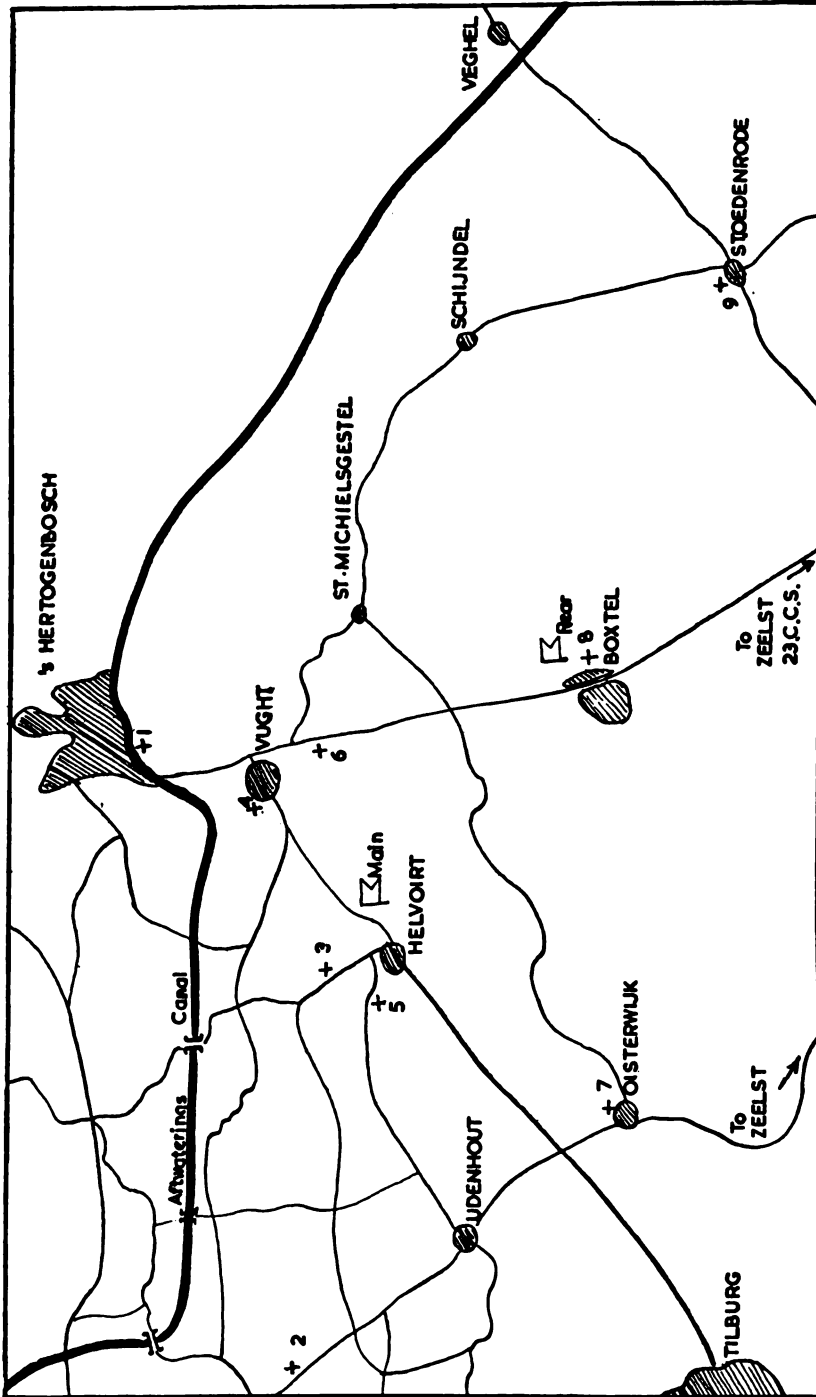 's HERTOGENBOSCH
VEGHEL
+1
Canal
Aftwaterings
VUGHT
+4
+6
ST. MICHIELSGESTEL
SCHIJNDEL
Main
HELVOIRT
+3
+5
+2
UDENHOUT
Rear
+8
BOXTEL
STOEDENRODE
+9
+7
OISTERWIJK
To
ZEELST
23.C.C.S.
To
ZEELST
TILBURG